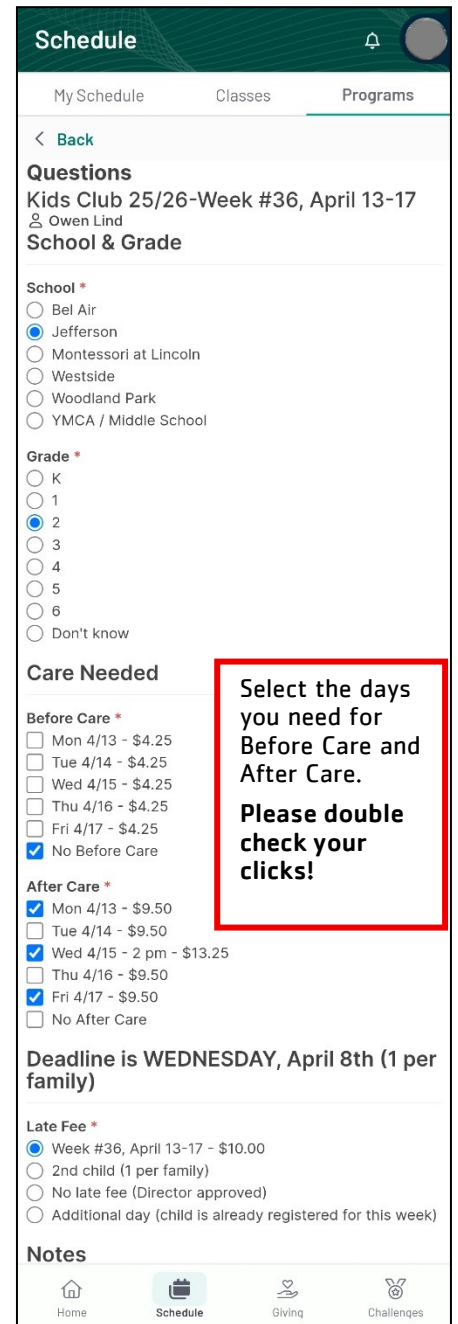 Schedule
My Schedule
Classes
Programs
Back
Questions
Kids Club 25/26-Week #36, April 13-17
Owen Lind
School & Grade
School *
Bel Air
Jefferson
Montessori at Lincoln
Westside
Woodland Park
YMCA / Middle School
Grade *
K
1
2
3
4
5
6
Don't know
Care Needed
Before Care *
Mon 4/13 - $4.25
Tue 4/14 - $4.25
Wed 4/15 - $4.25
Thu 4/16 - $4.25
Fri 4/17 - $4.25
No Before Care
Select the days
you need for
Before Care and
After Care.
Please double
check your
clicks!
After Care *
Mon 4/13 - $9.50
Tue 4/14 - $9.50
Wed 4/15 - 2 pm - $13.25
Thu 4/16 - $9.50
Fri 4/17 - $9.50
No After Care
Deadline is WEDNESDAY, April 8th (1 per
family)
Late Fee *
Week #36, April 13-17 - $10.00
2nd child (1 per family)
No late fee (Director approved)
Additional day (child is already registered for this week)
Notes
Home
Schedule
Giving
Challenges